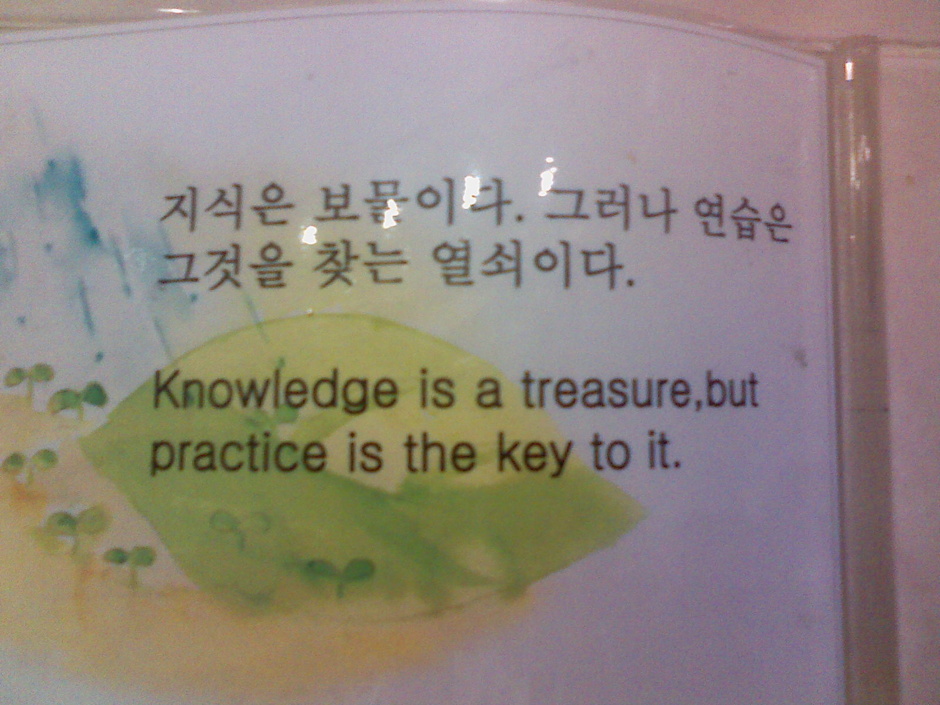 지식은 보물이다. 그러나 연습은
그것을 찾는 열쇠이다.
Knowledge is a treasure,but
practice is the key to it.